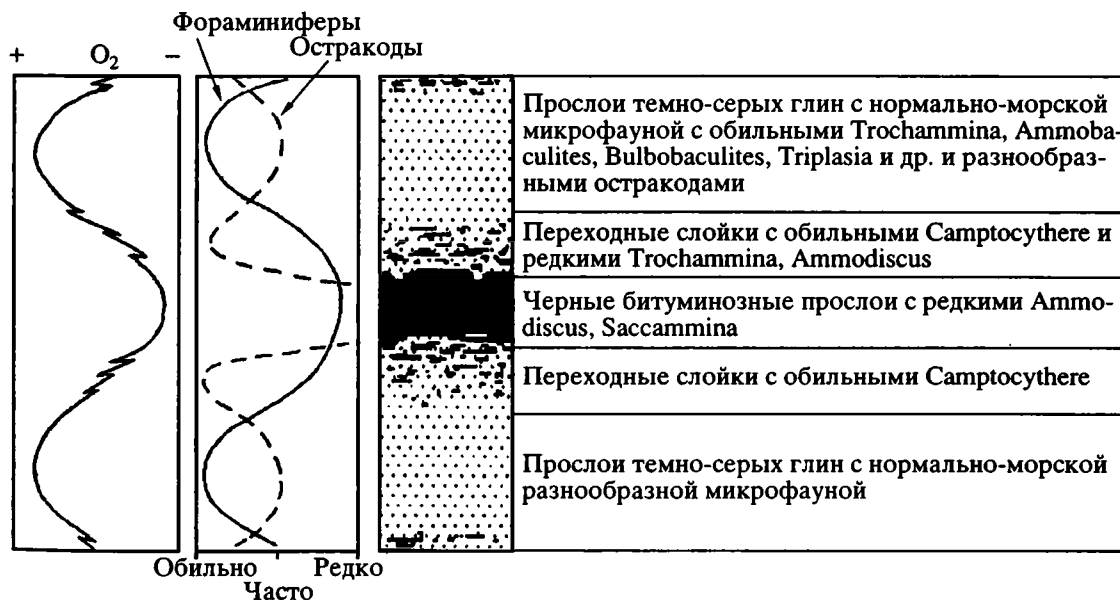 Фораминиферы
Остракоды
+ O₂ −
Прослои темно-серых глин с нормально-морской
микрофауной с обильными Trochammina, Ammoba-
culites, Bulbobaculites, Triplasia и др. и разнообраз-
ными остракодами
Переходные слойки с обильными Camptocythere и
редкими Trochammina, Ammodiscus
Черные битуминозные прослои с редкими Ammo-
discus, Saccammina
Переходные слойки с обильными Camptocythere
Прослои темно-серых глин с нормально-морской
разнообразной микрофауной
Обильно Редко
Часто